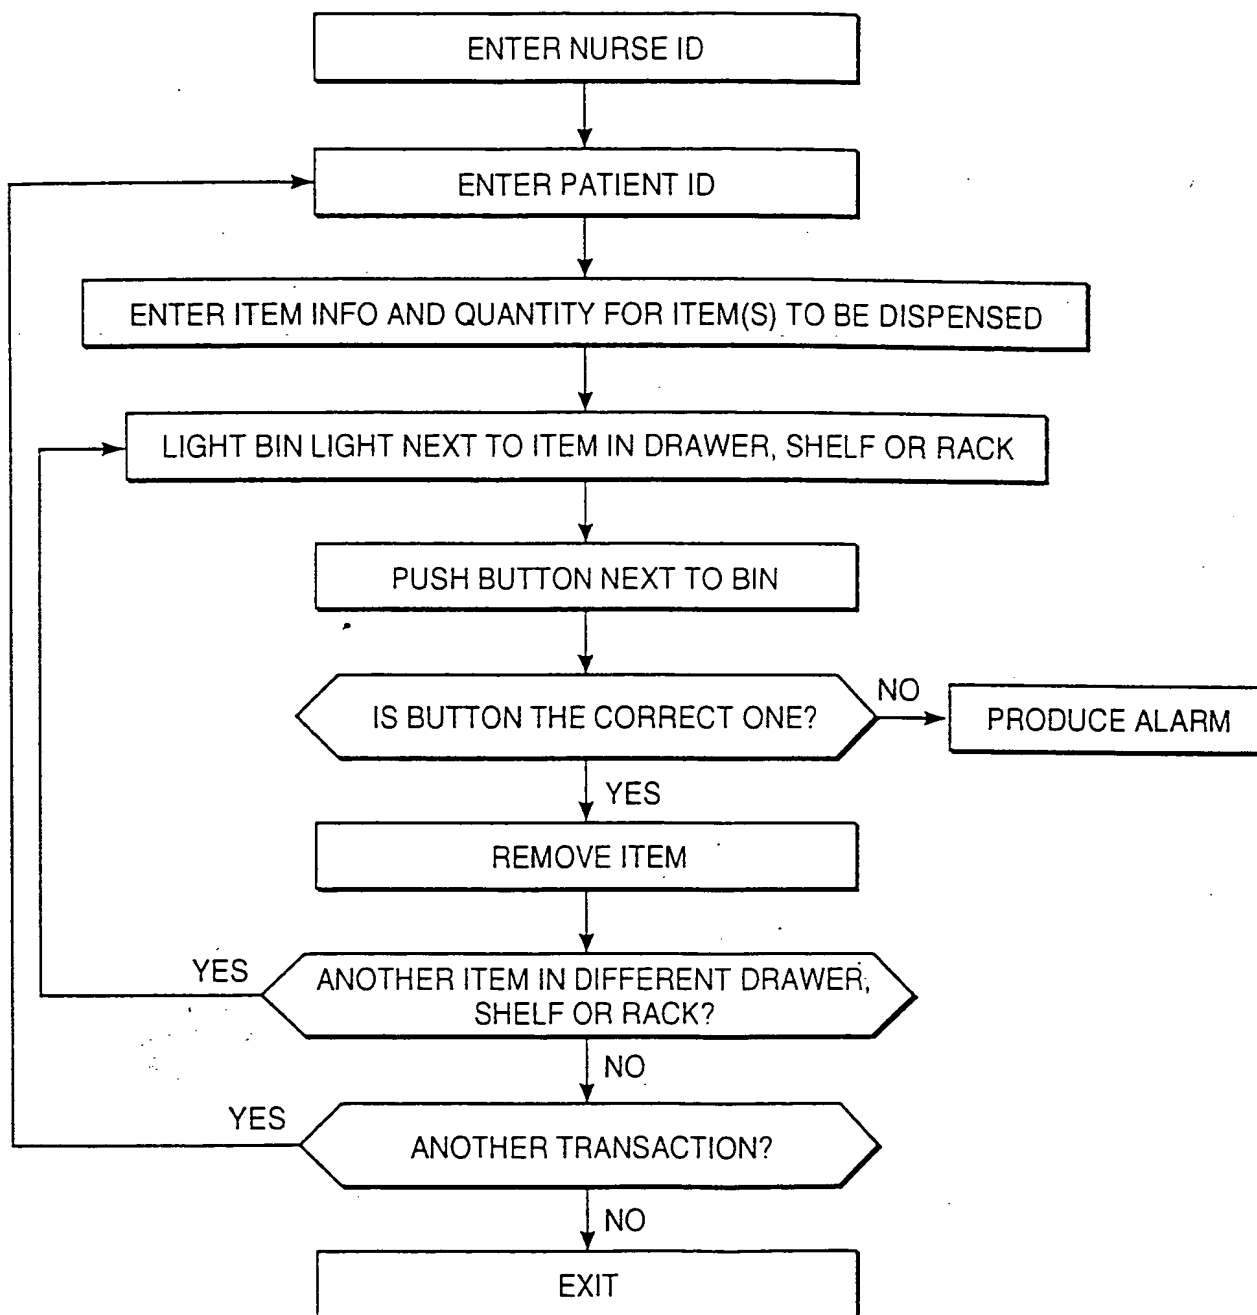 ENTER NURSE ID
ENTER PATIENT ID
ENTER ITEM INFO AND QUANTITY FOR ITEM(S) TO BE DISPENSED
LIGHT BIN LIGHT NEXT TO ITEM IN DRAWER, SHELF OR RACK
PUSH BUTTON NEXT TO BIN
IS BUTTON THE CORRECT ONE?
NO
PRODUCE ALARM
YES
REMOVE ITEM
YES
ANOTHER ITEM IN DIFFERENT DRAWER,
SHELF OR RACK?
NO
YES
ANOTHER TRANSACTION?
NO
EXIT